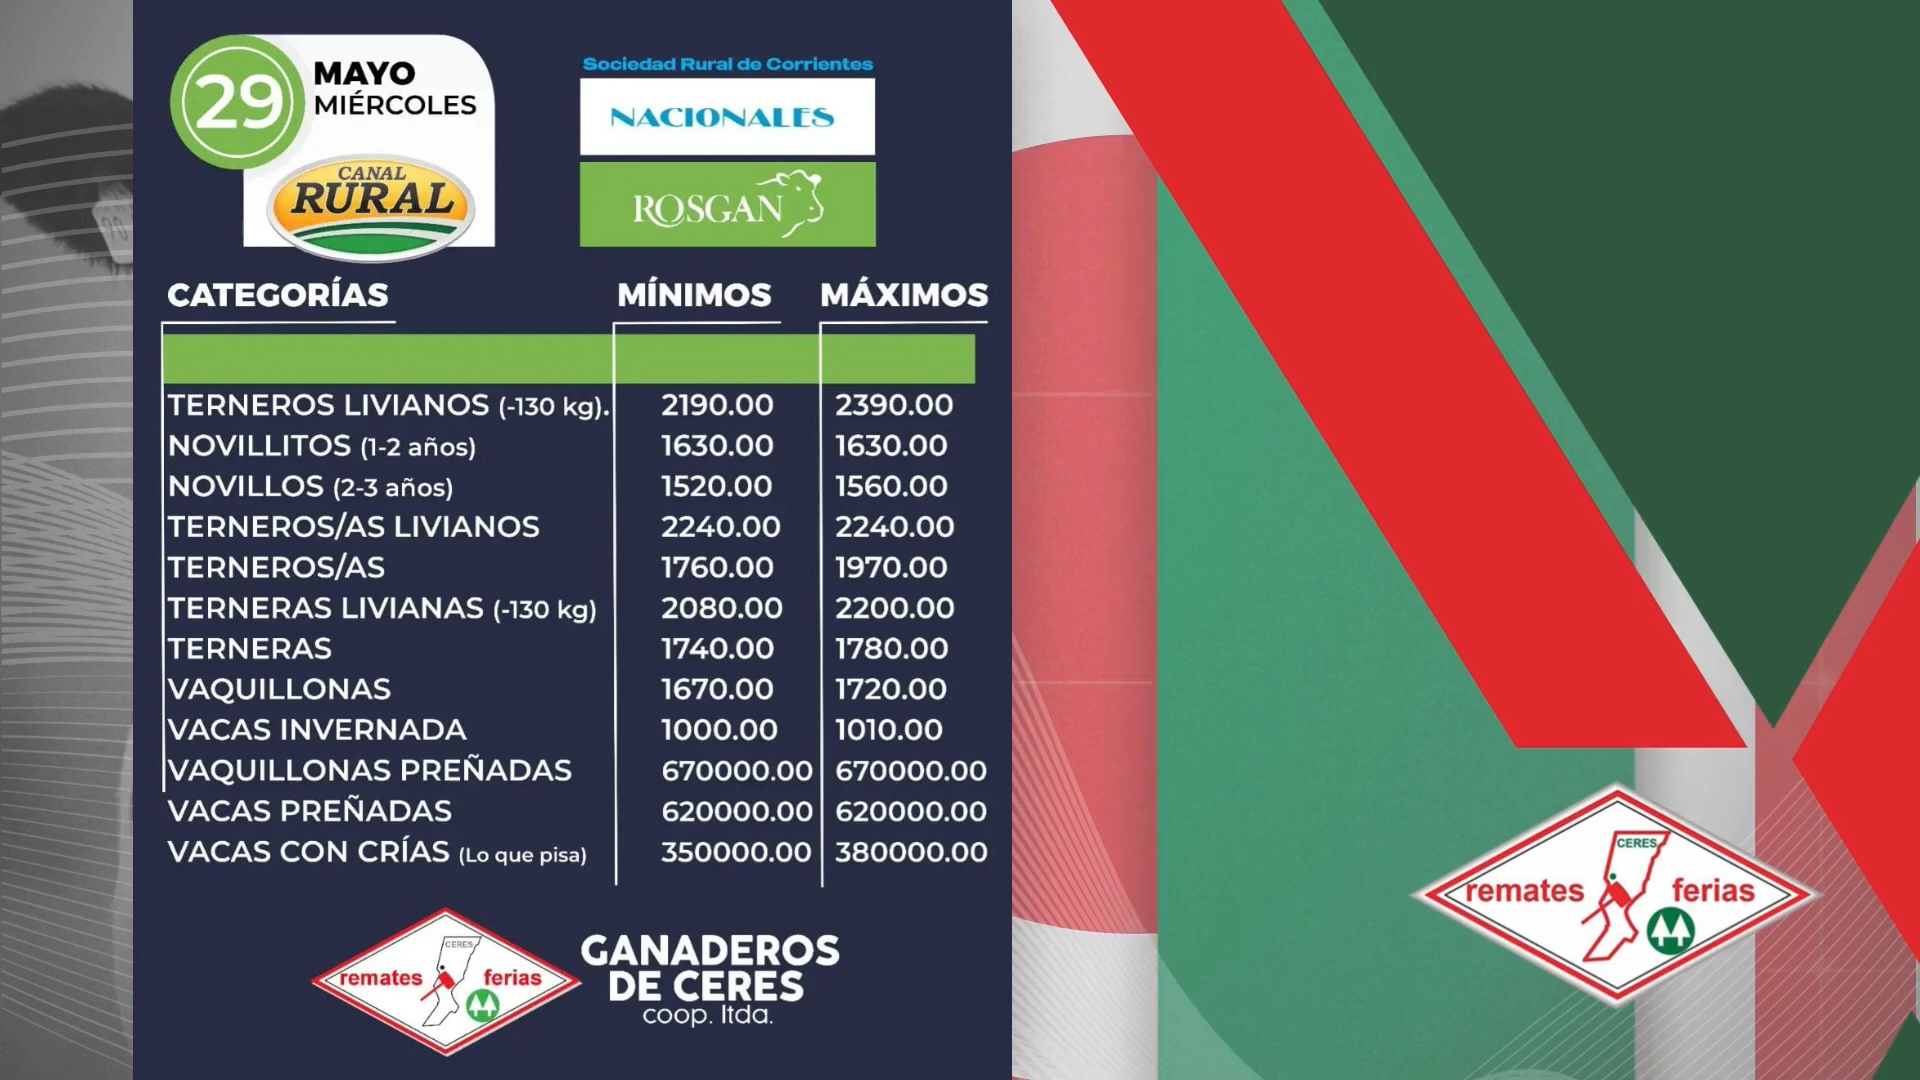 29
MAYO
MIÉRCOLES
CANAL
RURAL
Sociedad Rural de Corrientes
NACIONALES
ROSGAN
CATEGORÍAS MÍNIMOS MÁXIMOS
TERNEROS LIVIANOS (-130 kg). 2190.00 2390.00
NOVILLITOS (1-2 años) 1630.00 1630.00
NOVILLOS (2-3 años) 1520.00 1560.00
TERNEROS/AS LIVIANOS 2240.00 2240.00
TERNEROS/AS 1760.00 1970.00
TERNERAS LIVIANAS (-130 kg) 2080.00 2200.00
TERNERAS 1740.00 1780.00
VAQUILLONAS 1670.00 1720.00
VACAS INVERNADA 1000.00 1010.00
VAQUILLONAS PREÑADAS 670000.00 670000.00
VACAS PREÑADAS 620000.00 620000.00
VACAS CON CRÍAS (Lo que pisa) 350000.00 380000.00
CERES
remates ferias
GANADEROS
DE CERES
coop. ltda.
CERES
remates ferias